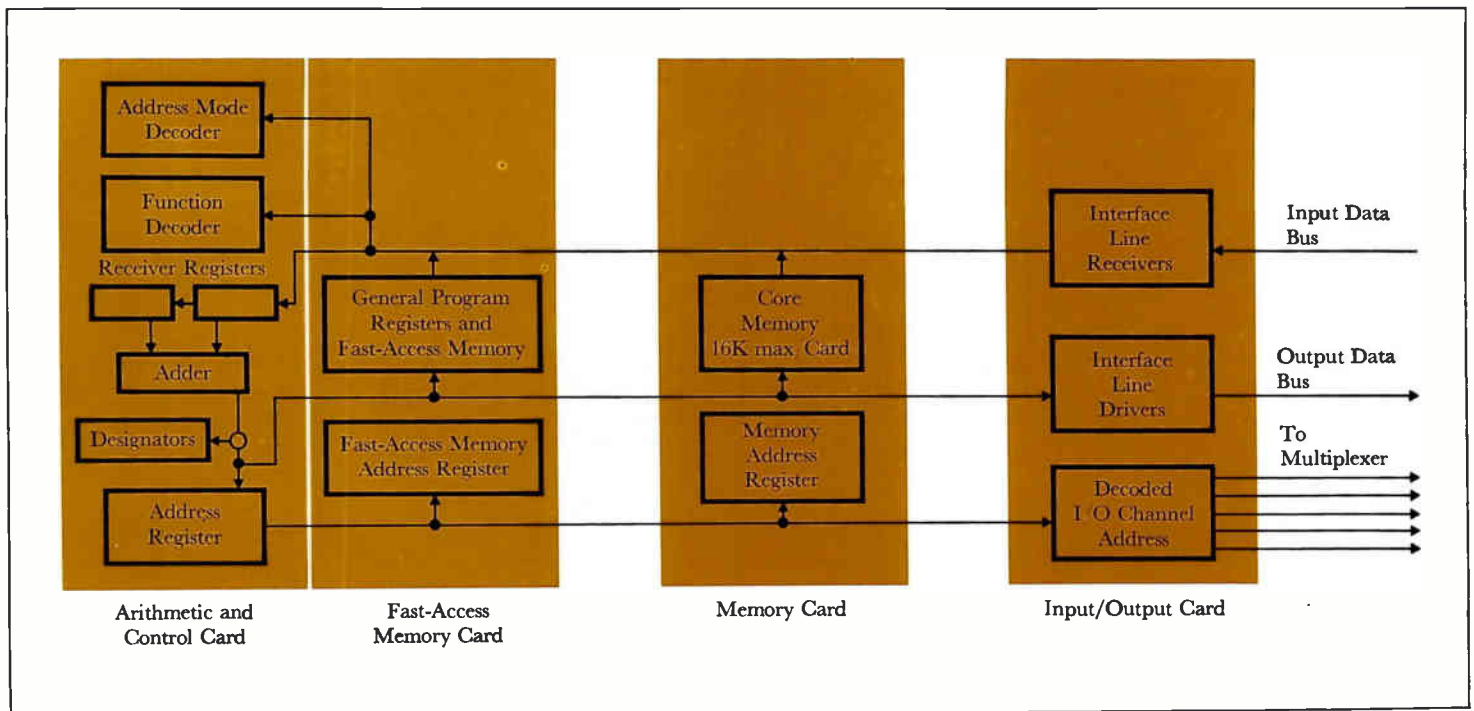 Address Mode
Decoder
Function
Decoder
Receiver Registers
Adder
Designators
Address
Register
Arithmetic and
Control Card
General Program
Registers and
Fast-Access Memory
Fast-Access Memory
Address Register
Fast-Access
Memory Card
Core
Memory
16K max. Card
Memory
Address
Register
Memory Card
Interface
Line
Receivers
Interface
Line
Drivers
Decoded
I/O Channel
Address
Input/Output Card
Input Data
Bus
Output Data
Bus
To
Multiplexer